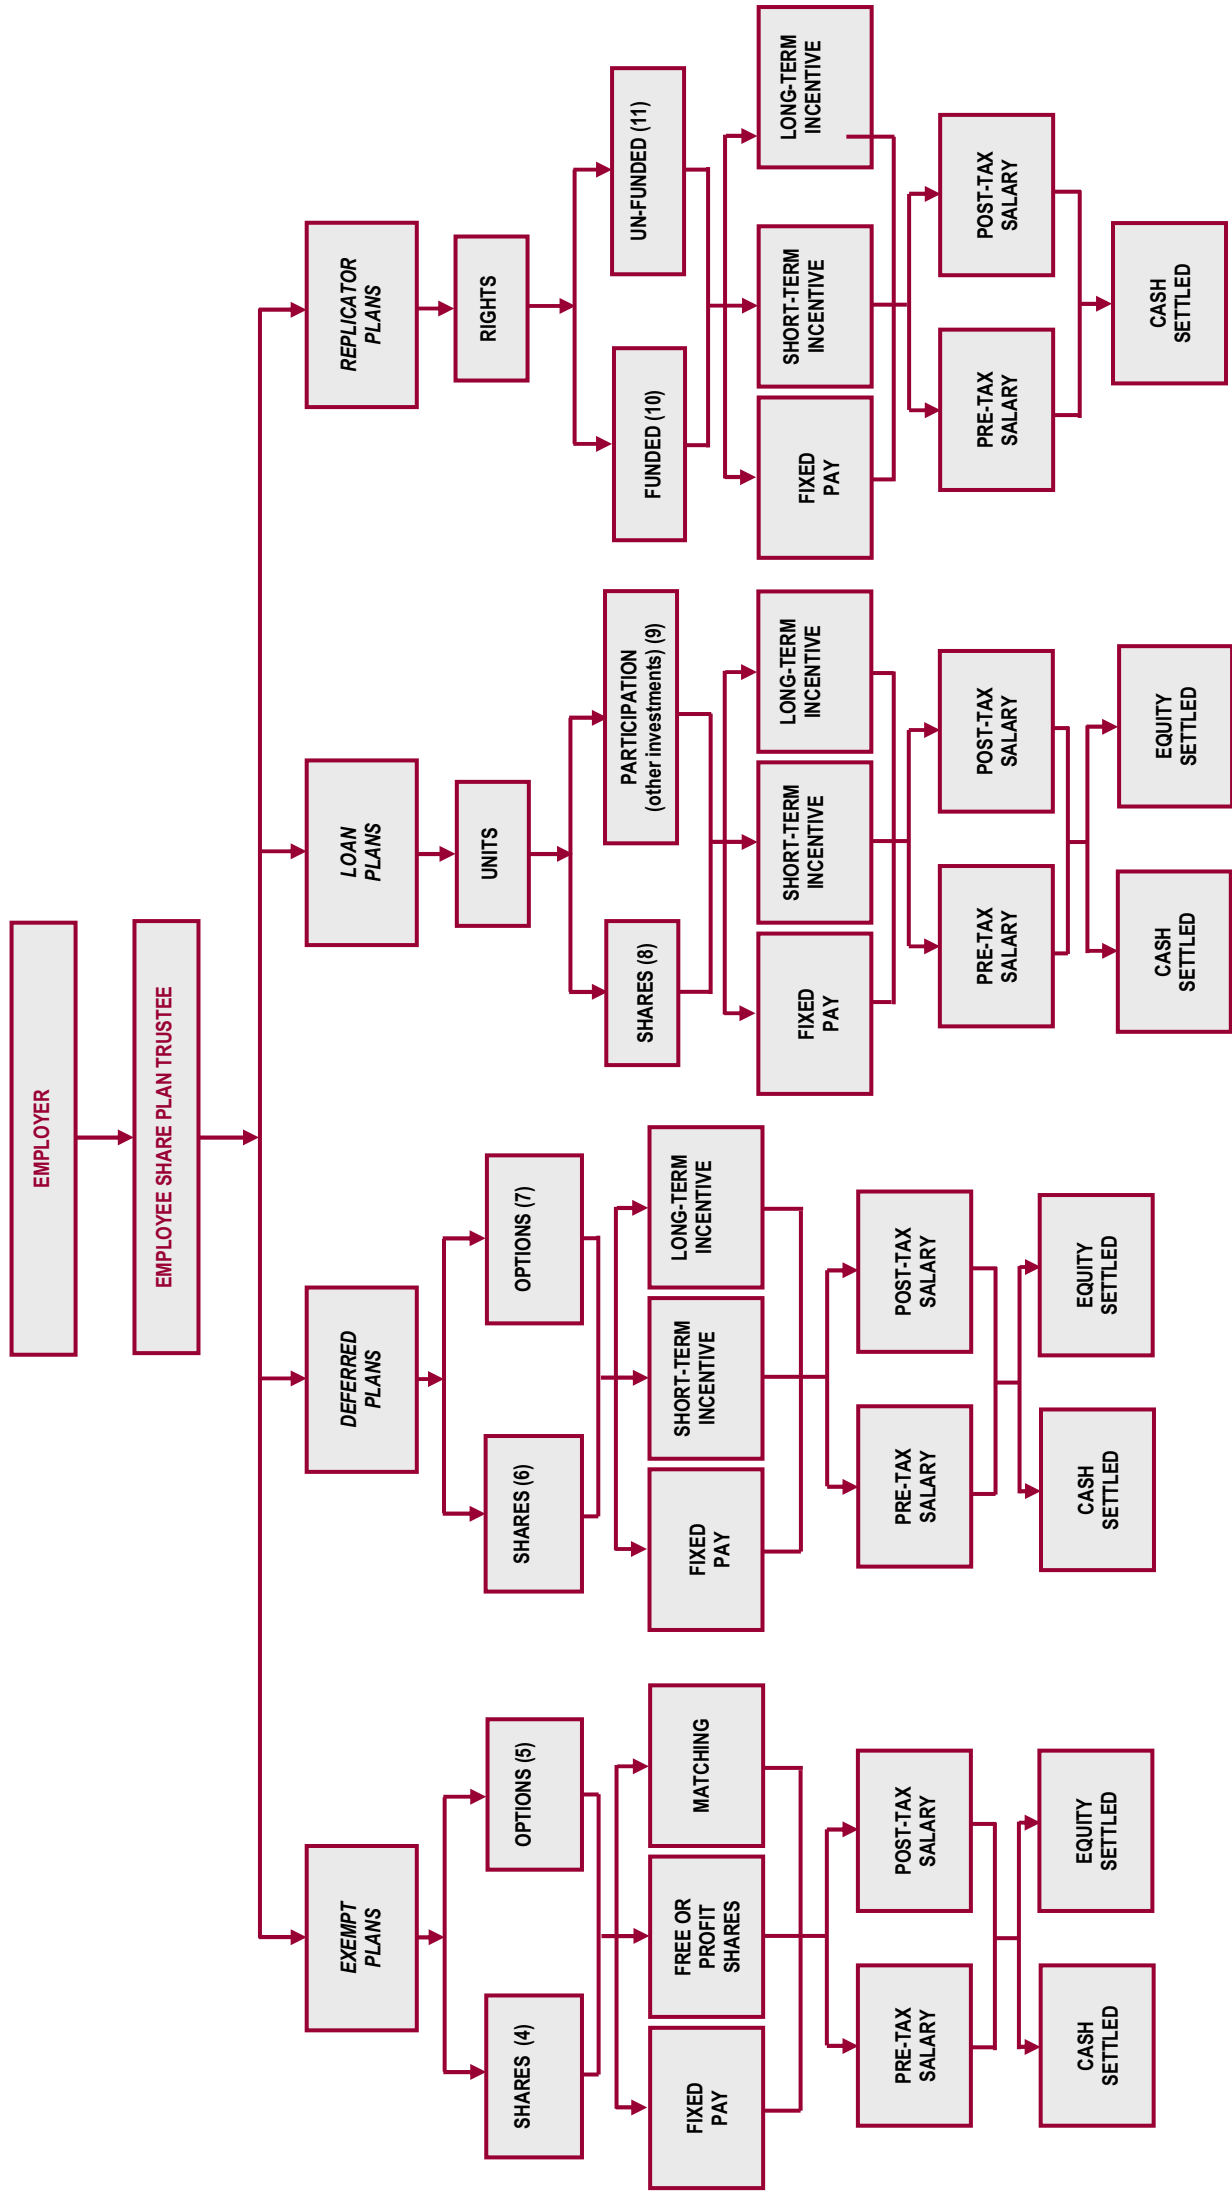 EMPLOYER
EMPLOYEE SHARE PLAN TRUSTEE
EXEMPT
PLANS
DEFERRED
PLANS
LOAN
PLANS
REPLICATOR
PLANS
UNITS
RIGHTS
SHARES (4)
OPTIONS (5)
SHARES (6)
OPTIONS (7)
SHARES (8)
PARTICIPATION
(other investments) (9)
FUNDED (10)
UN-FUNDED (11)
FIXED
PAY
FREE OR
PROFIT
SHARES
MATCHING
FIXED
PAY
SHORT-TERM
INCENTIVE
LONG-TERM
INCENTIVE
FIXED
PAY
SHORT-TERM
INCENTIVE
LONG-TERM
INCENTIVE
FIXED
PAY
SHORT-TERM
INCENTIVE
LONG-TERM
INCENTIVE
PRE-TAX
SALARY
POST-TAX
SALARY
PRE-TAX
SALARY
POST-TAX
SALARY
PRE-TAX
SALARY
POST-TAX
SALARY
PRE-TAX
SALARY
POST-TAX
SALARY
CASH
SETTLED
EQUITY
SETTLED
CASH
SETTLED
EQUITY
SETTLED
CASH
SETTLED
EQUITY
SETTLED
CASH
SETTLED